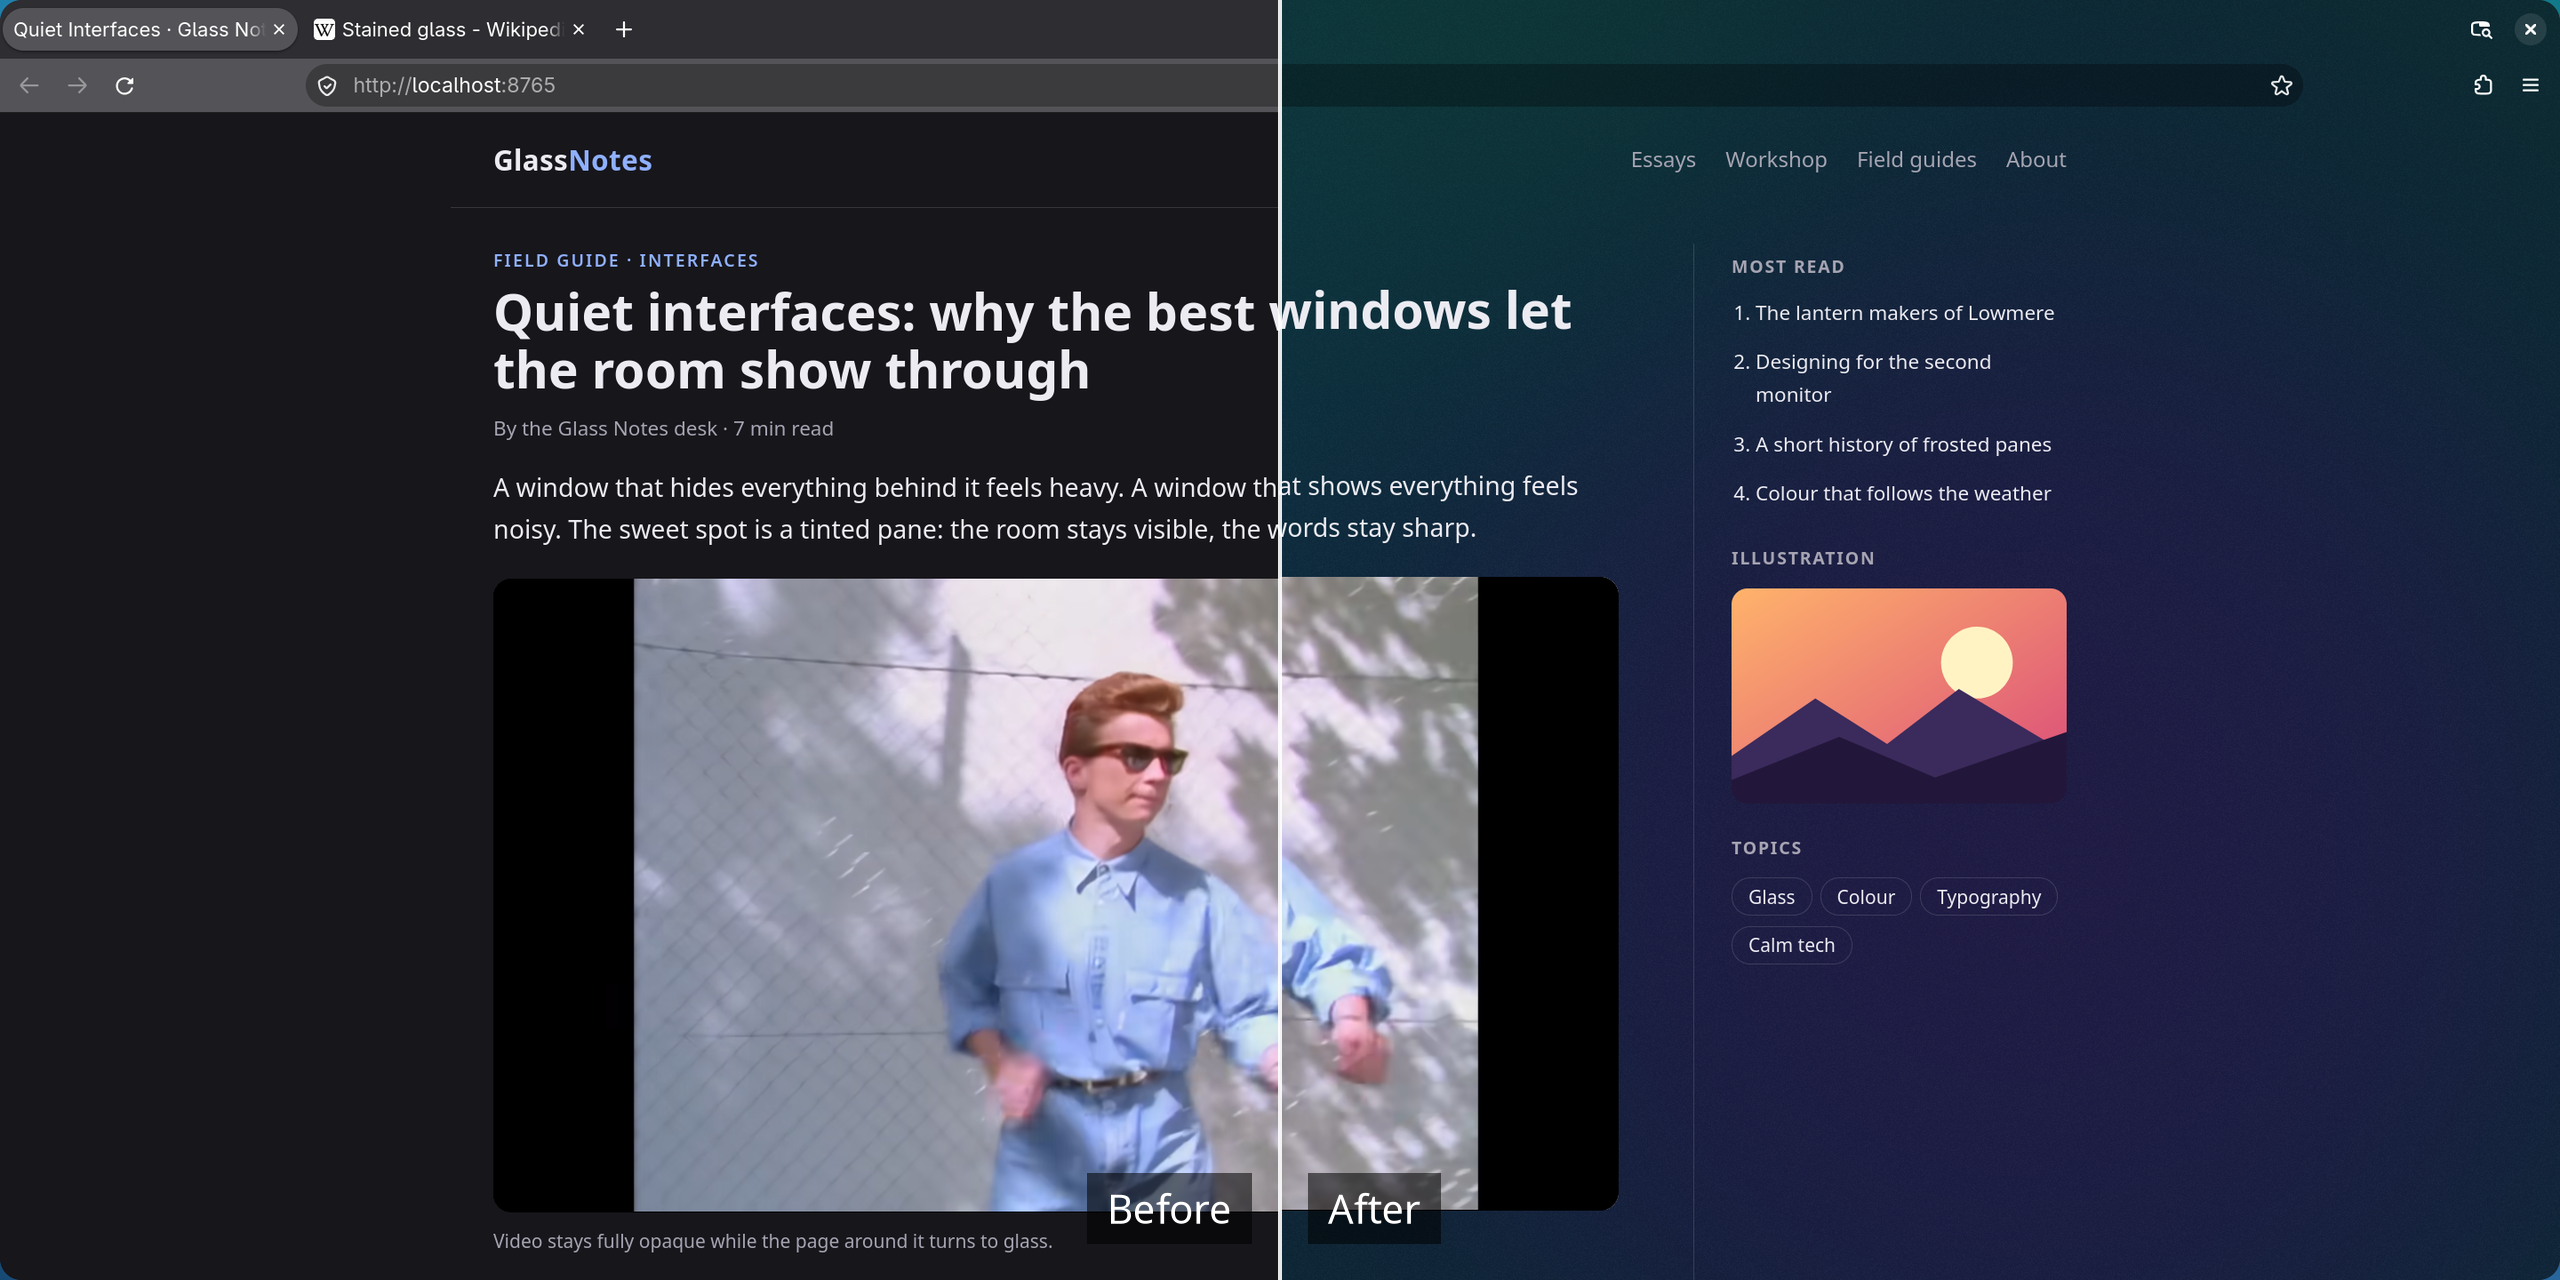 Quiet Interfaces · Glass No
Stained glass - Wikiped
http://localhost:8765
GlassNotes
Essays Workshop Field guides About
FIELD GUIDE · INTERFACES
Quiet interfaces: why the best windows let
the room show through
By the Glass Notes desk · 7 min read
A window that hides everything behind it feels heavy. A window that shows everything feels
noisy. The sweet spot is a tinted pane: the room stays visible, the words stay sharp.
Before
After
Video stays fully opaque while the page around it turns to glass.
MOST READ
1. The lantern makers of Lowmere
2. Designing for the second
monitor
3. A short history of frosted panes
4. Colour that follows the weather
ILLUSTRATION
TOPICS
Glass Colour Typography
Calm tech